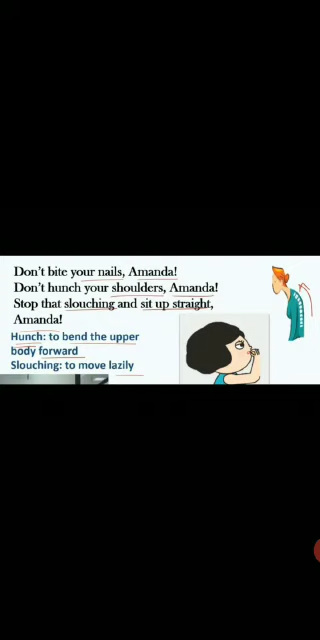 Don't bite your nails, Amanda!
Don't hunch your shoulders, Amanda!
Stop that slouching and sit up straight,
Amanda!
Hunch: to bend the upper
body forward
Slouching: to move lazily